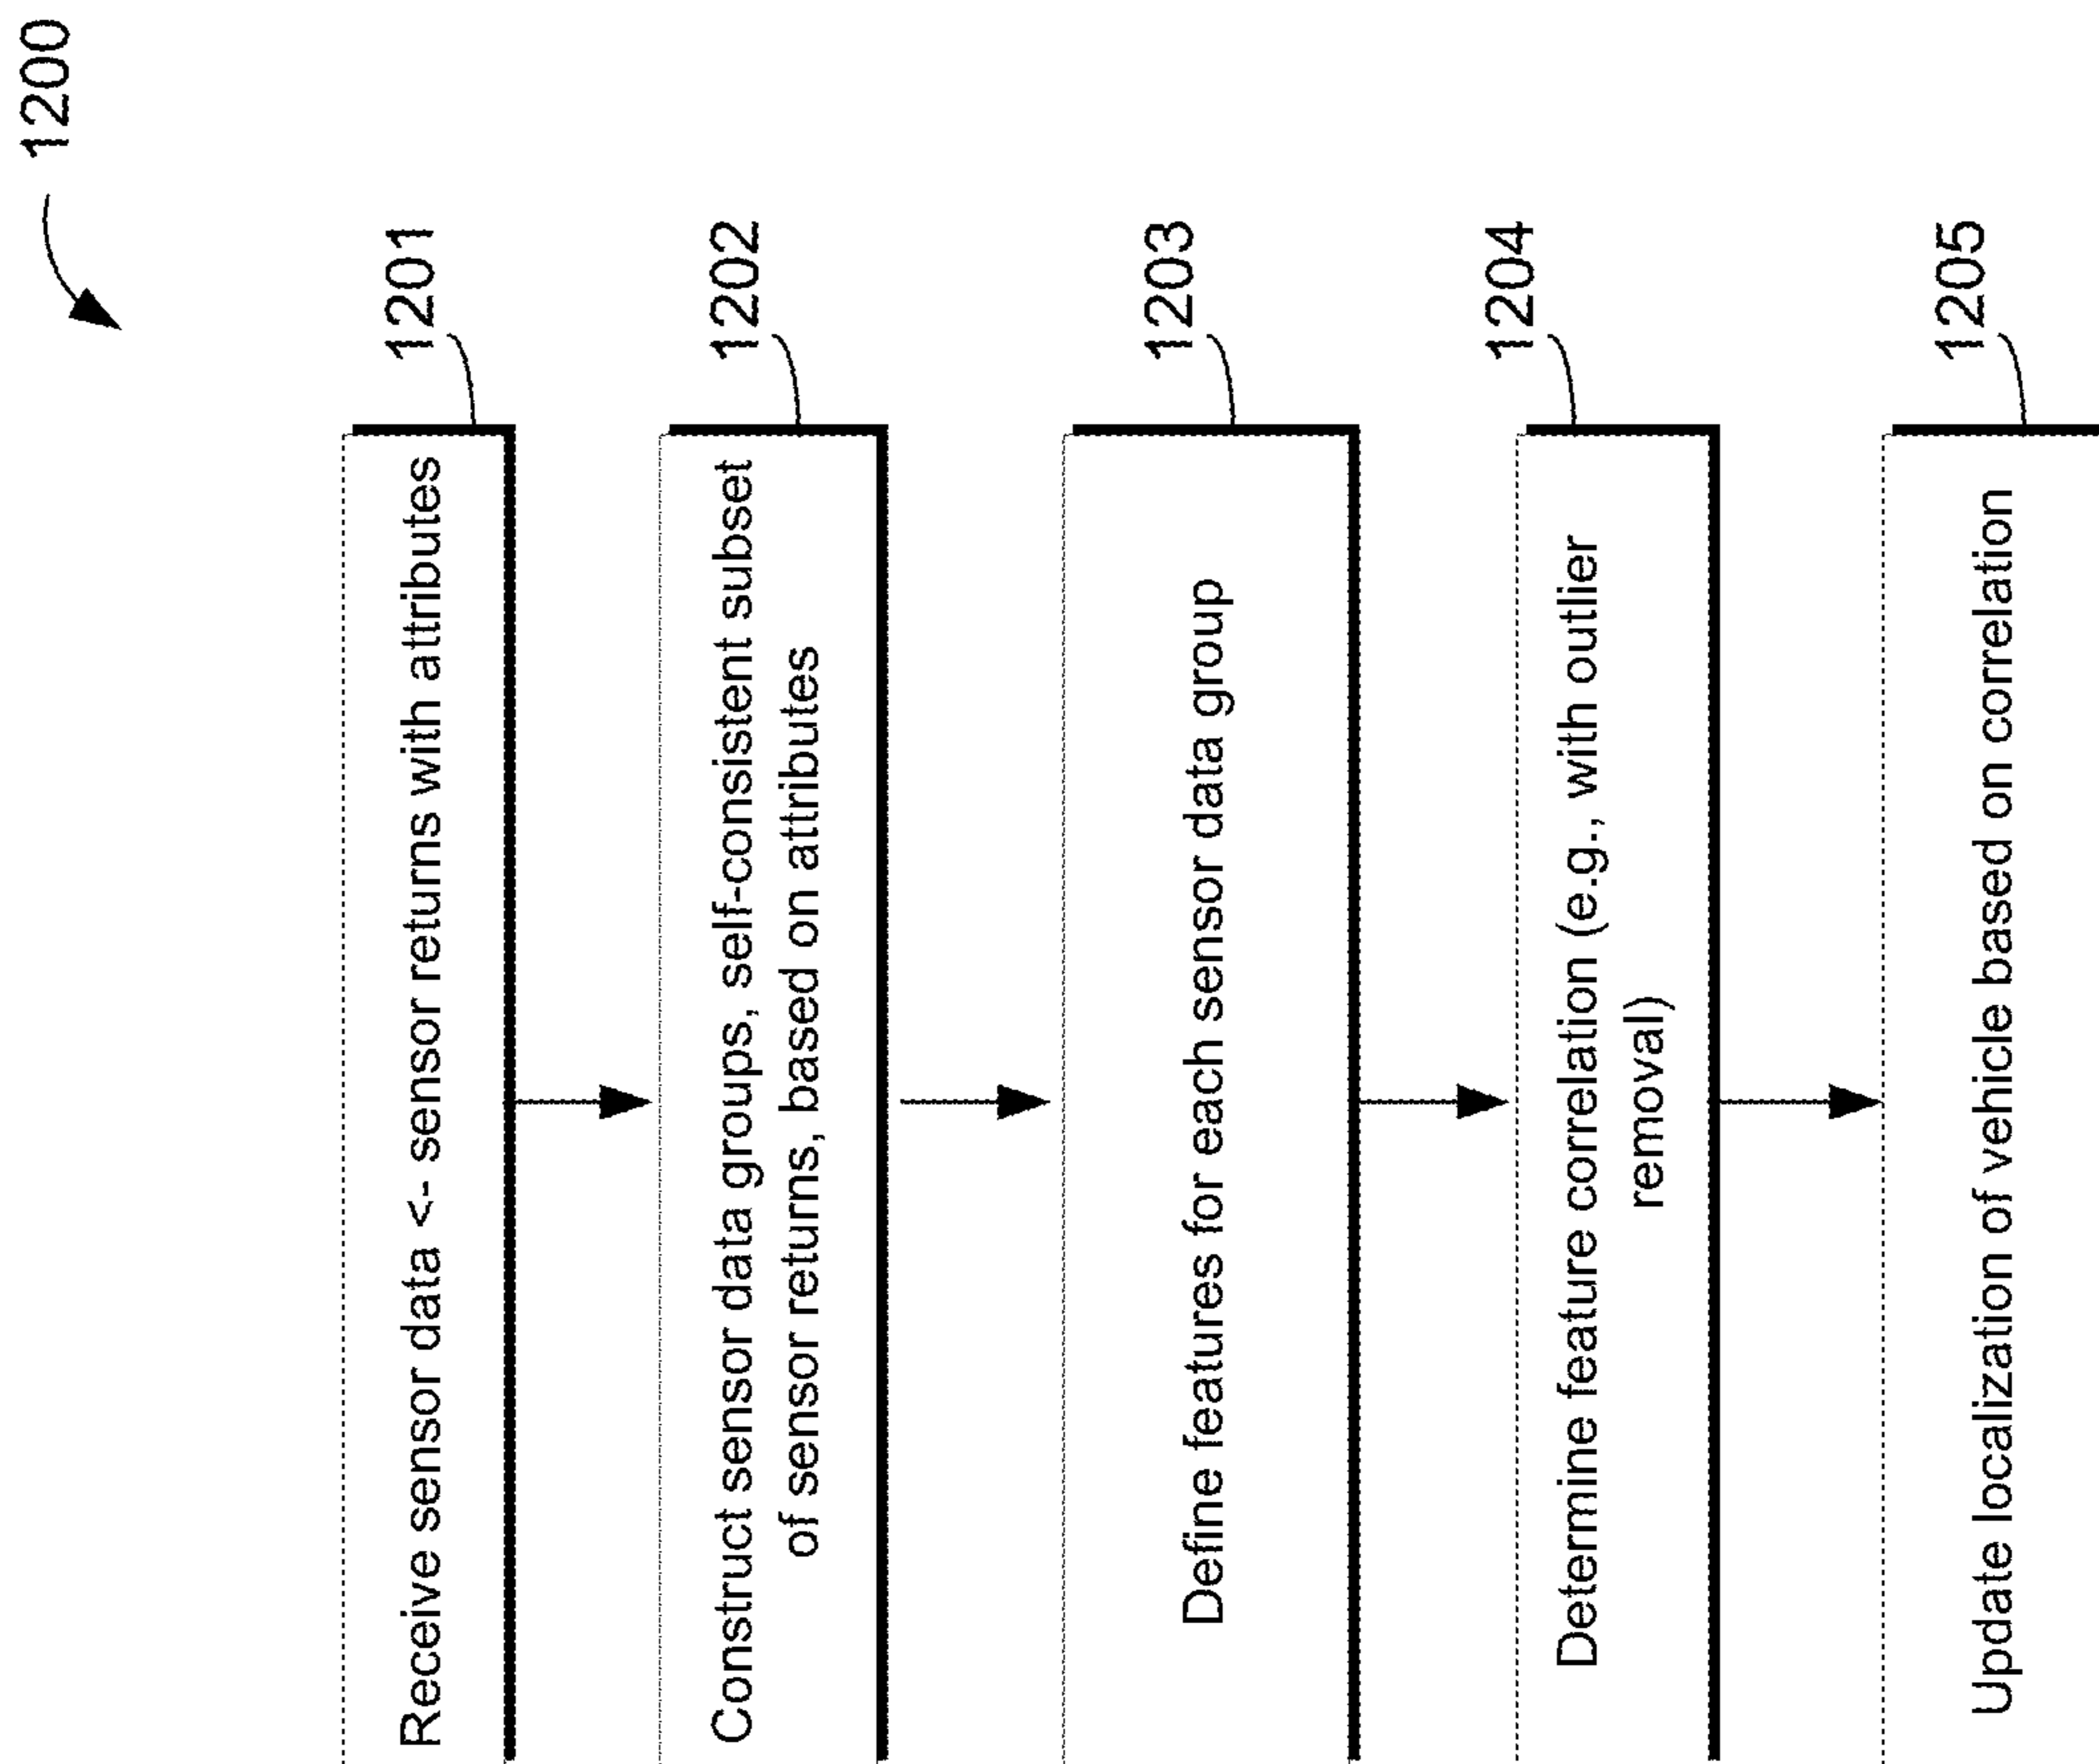 1200
1201
Receive sensor data <- sensor returns with attributes
1202
Construct sensor data groups, self-consistent subset
of sensor returns, based on attributes
1203
Define features for each sensor data group
1204
Determine feature correlation (e.g., with outlier
removal)
1205
Update localization of vehicle based on correlation